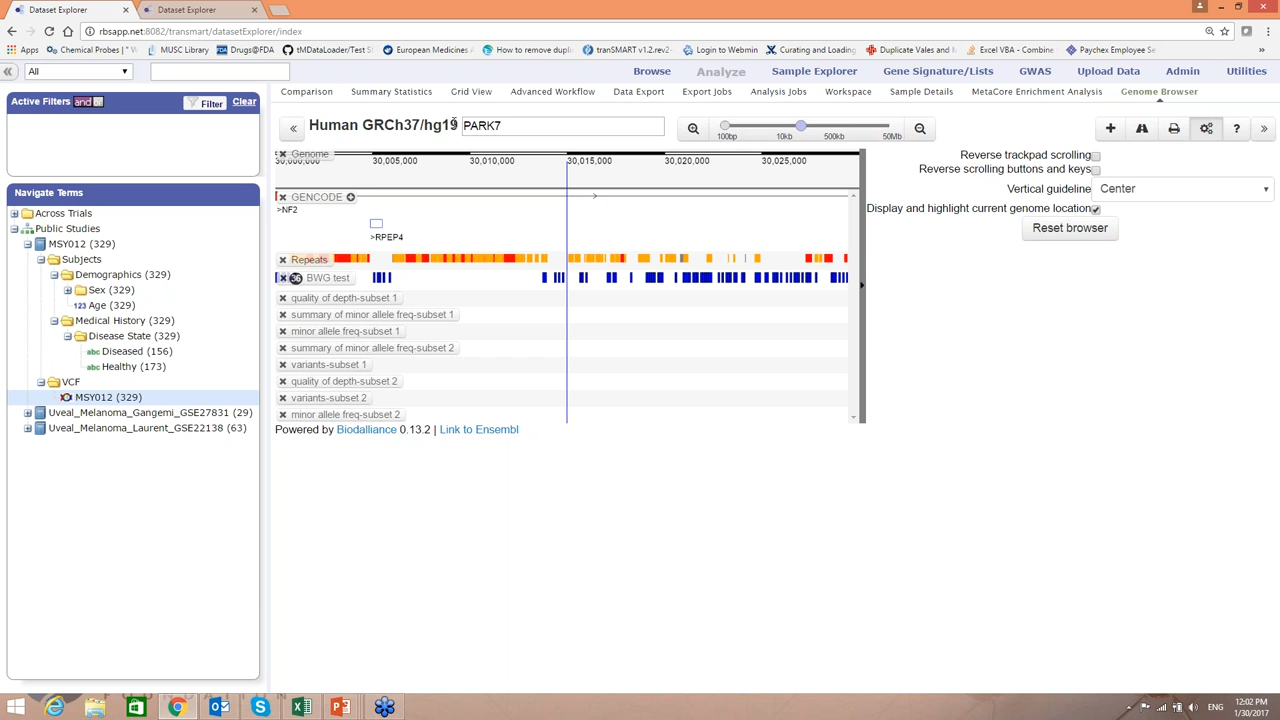 Dataset Explorer
Dataset Explorer
rbsapp.net:8082/transmart/datasetExplorer/index
Apps
Chemical Probes | "
MUSC Library
Drugs@FDA
tMDataLoader/Test St
European Medicines A
How to remove duplic
tranSMART v1.2.rev2-
Login to Webmin
Curating and Loading
Duplicate Vales and M
Excel VBA - Combine
Paychex Employee Se
All
Browse
Analyze
Sample Explorer
Gene Signature/Lists
GWAS
Upload Data
Admin
Utilities
Active Filters and or
Filter
Clear
Comparison
Summary Statistics
Grid View
Advanced Workflow
Data Export
Export Jobs
Analysis Jobs
Workspace
Sample Details
MetaCore Enrichment Analysis
Genome Browser
Navigate Terms
Across Trials
Public Studies
MSY012 (329)
Subjects
Demographics (329)
Sex (329)
123 Age (329)
Medical History (329)
Disease State (329)
abc Diseased (156)
abc Healthy (173)
VCF
MSY012 (329)
Uveal_Melanoma_Gangemi_GSE27831 (29)
Uveal_Melanoma_Laurent_GSE22138 (63)
Human GRCh37/hg19 PARK7
100bp 10kb 500kb 50Mb
Genome
30,000,000 30,005,000 30,010,000 30,015,000 30,020,000 30,025,000
GENCODE
>NF2
>RPEP4
Repeats
36 BWG test
quality of depth-subset 1
summary of minor allele freq-subset 1
minor allele freq-subset 1
summary of minor allele freq-subset 2
variants-subset 1
quality of depth-subset 2
variants-subset 2
minor allele freq-subset 2
Powered by Biodalliance 0.13.2 | Link to Ensembl
Reverse trackpad scrolling
Reverse scrolling buttons and keys
Vertical guideline Center
Display and highlight current genome location
Reset browser
ENG
12:02 PM
1/30/2017